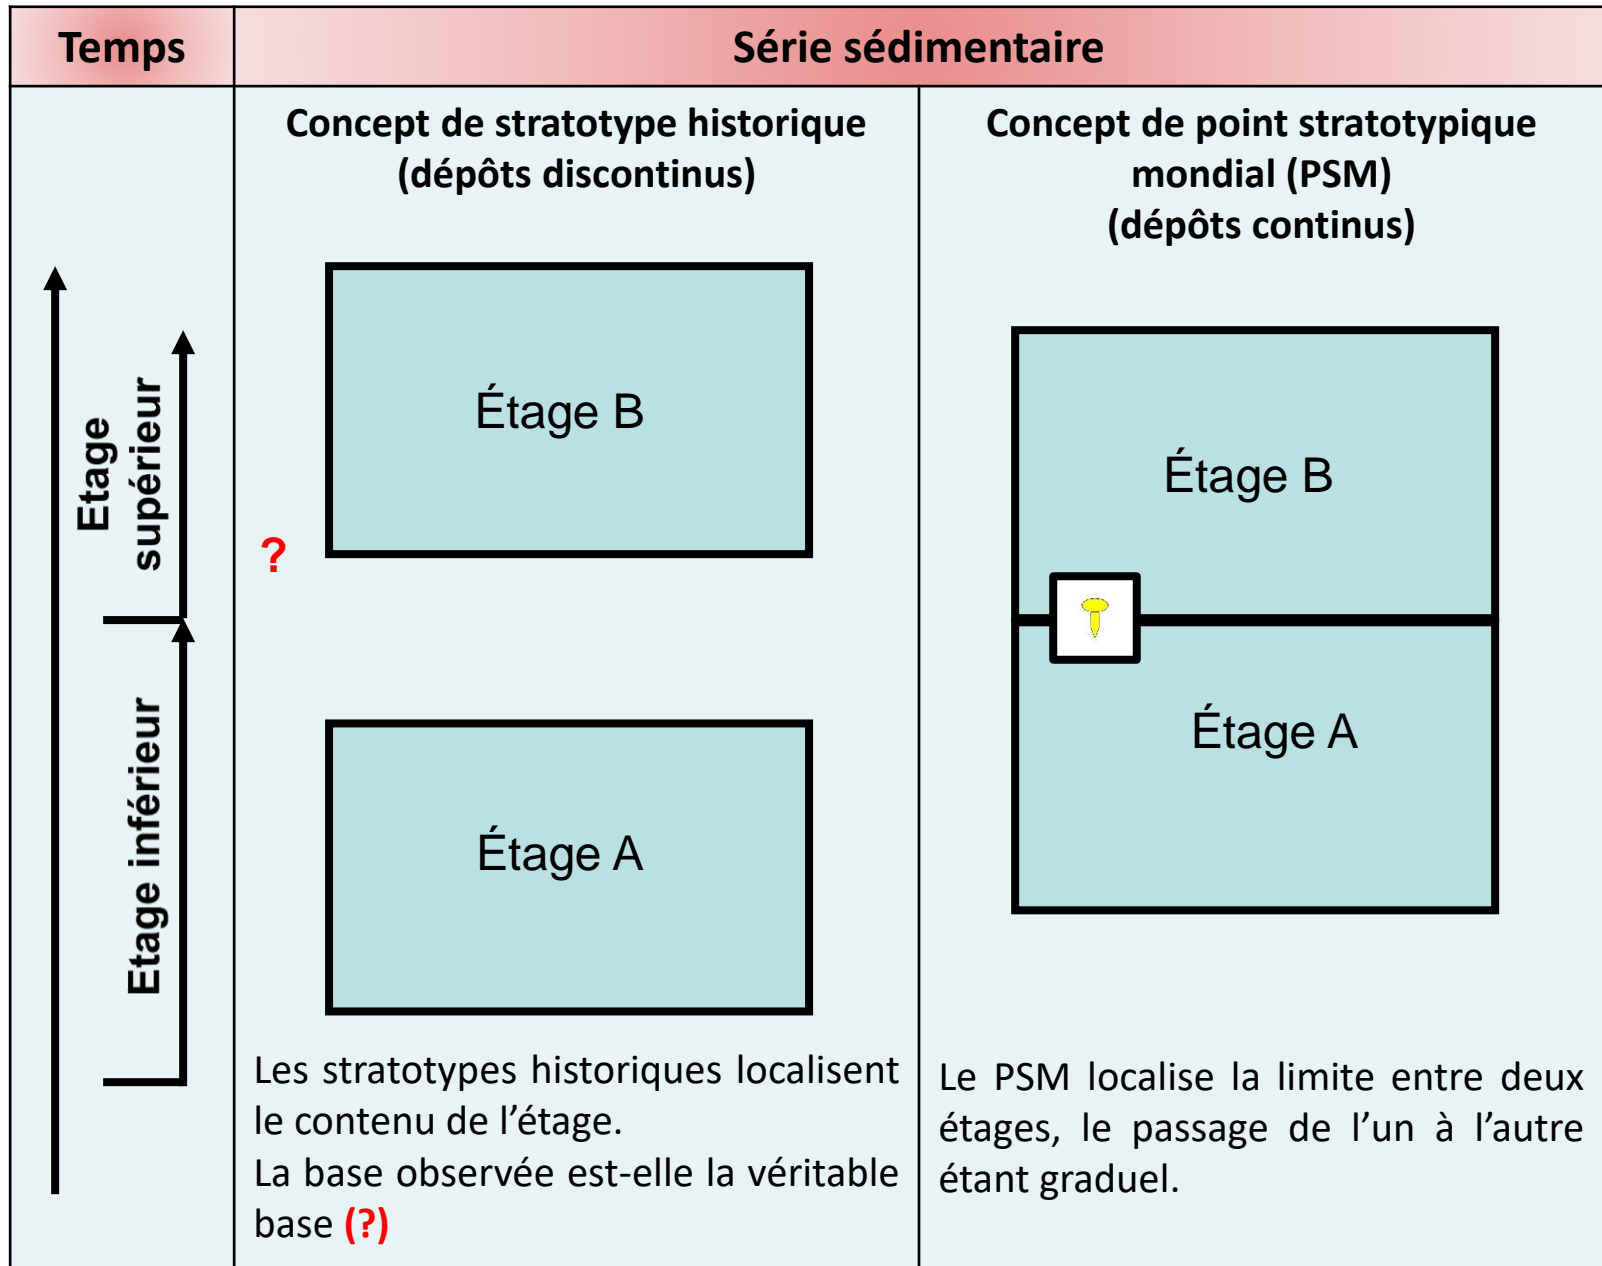 Temps
Série sédimentaire
Concept de stratotype historique
(dépôts discontinus)
Concept de point stratotypique
mondial (PSM)
(dépôts continus)
Etage
supérieur
Etage inférieur
Étage B
?
Étage A
Étage B
Étage A
Les stratotypes historiques localisent
le contenu de l’étage.
La base observée est-elle la véritable
base (?)
Le PSM localise la limite entre deux
étages, le passage de l’un à l’autre
étant graduel.